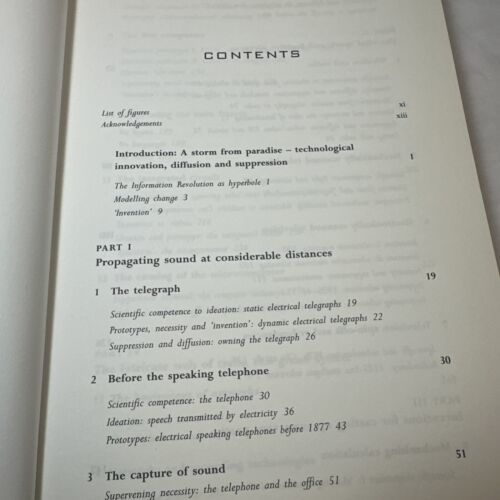 CONTENTS
List of figures xi
Acknowledgements xiii
Introduction: A storm from paradise – technological
innovation, diffusion and suppression 1
The Information Revolution as hyperbole 1
Modelling change 3
'Invention' 9
PART I
Propagating sound at considerable distances
1 The telegraph 19
Scientific competence to ideation: static electrical telegraphs 19
Prototypes, necessity and 'invention': dynamic electrical telegraphs 22
Suppression and diffusion: owning the telegraph 26
2 Before the speaking telephone 30
Scientific competence: the telephone 30
Ideation: speech transmitted by electricity 36
Prototypes: electrical speaking telephones before 1877 43
3 The capture of sound 51
Supervening necessity: the telephone and the office 51